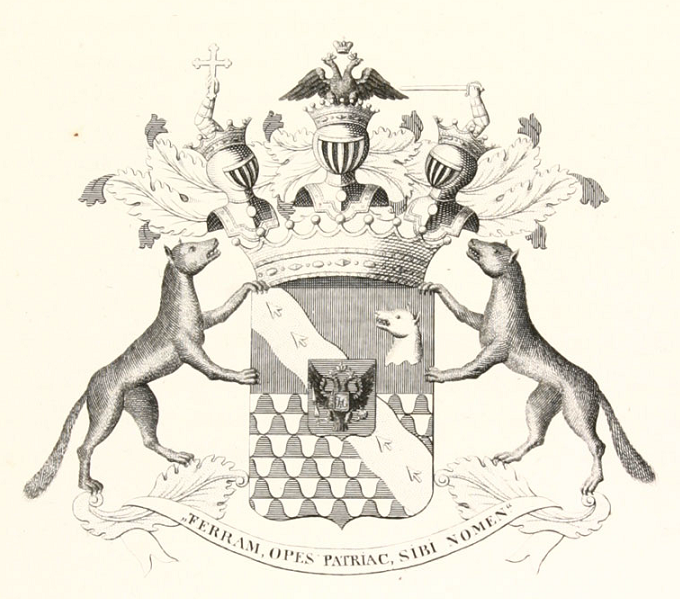 „FERRAM, OPES PATRIAC, SIBI NOMEN“